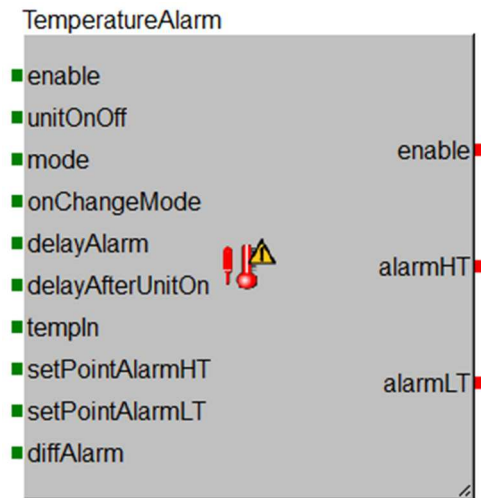 TemperatureAlarm
enable
unitOnOff
mode
onChangeMode
delayAlarm
delayAfterUnitOn
tempIn
setPointAlarmHT
setPointAlarmLT
diffAlarm
enable
alarmHT
alarmLT